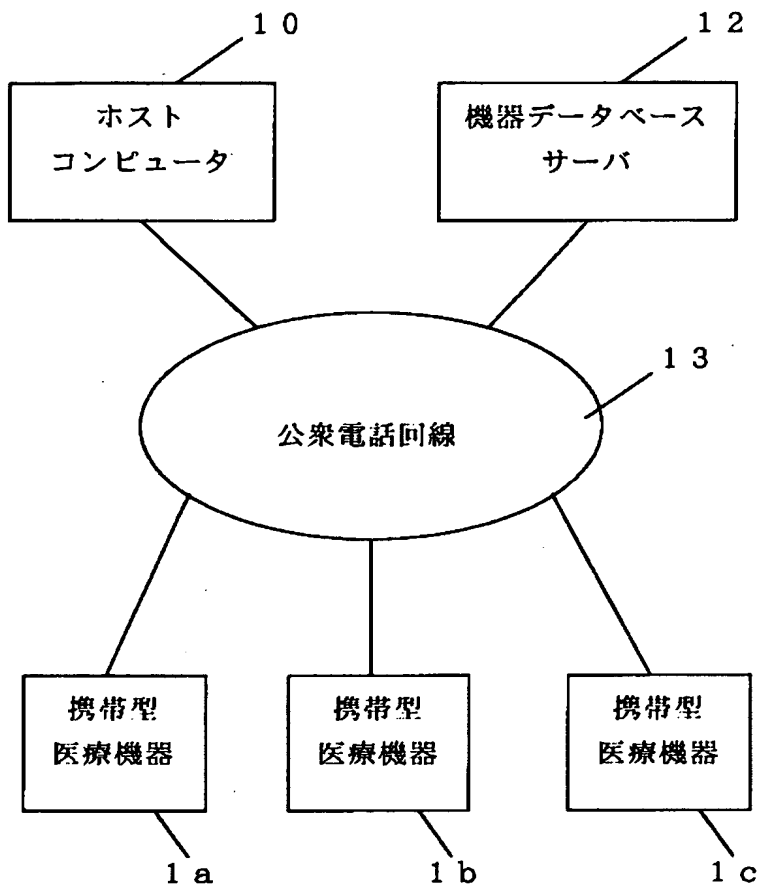 １０
１２
ホスト
コンピュータ
機器データベース
サーバ
１３
公衆電話回線
携帯型
医療機器
携帯型
医療機器
携帯型
医療機器
１ａ
１ｂ
１ｃ